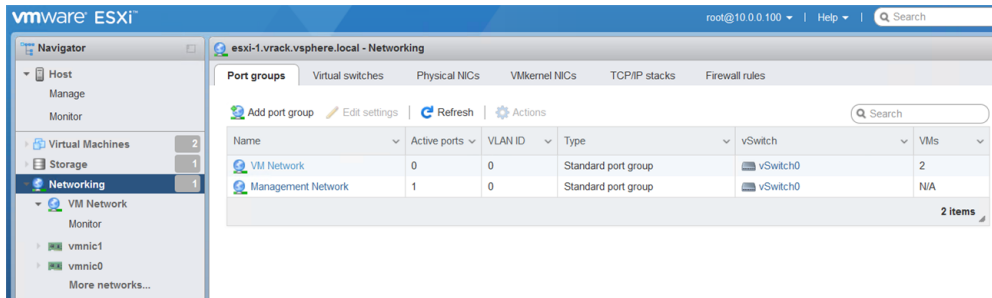 vmware ESXi™
root@10.0.0.100 | Help | Search
Navigator
esxi-1.vrack.vsphere.local - Networking
Host
Manage
Monitor
Virtual Machines 2
Storage 1
Networking 1
VM Network
Monitor
vmnic1
vmnic0
More networks...
Port groups Virtual switches Physical NICs VMkernel NICs TCP/IP stacks Firewall rules
Add port group Edit settings | Refresh | Actions Search
Name Active ports VLAN ID Type vSwitch VMs
VM Network 0 0 Standard port group vSwitch0 2
Management Network 1 0 Standard port group vSwitch0 N/A
2 items